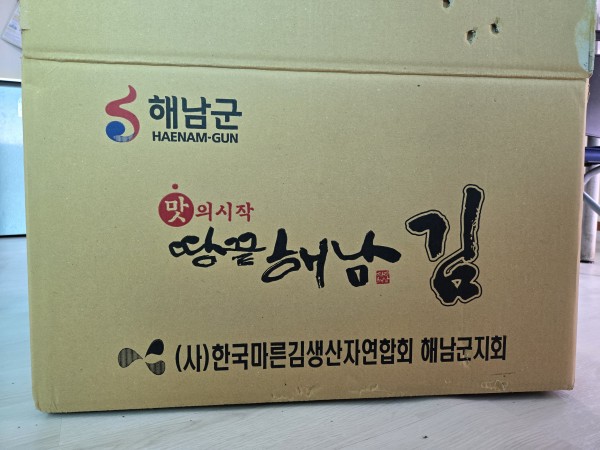 해남군
HAENAM-GUN
맛의시작
땅끝해남 김
(사)한국마른김생산자연합회 해남군지회